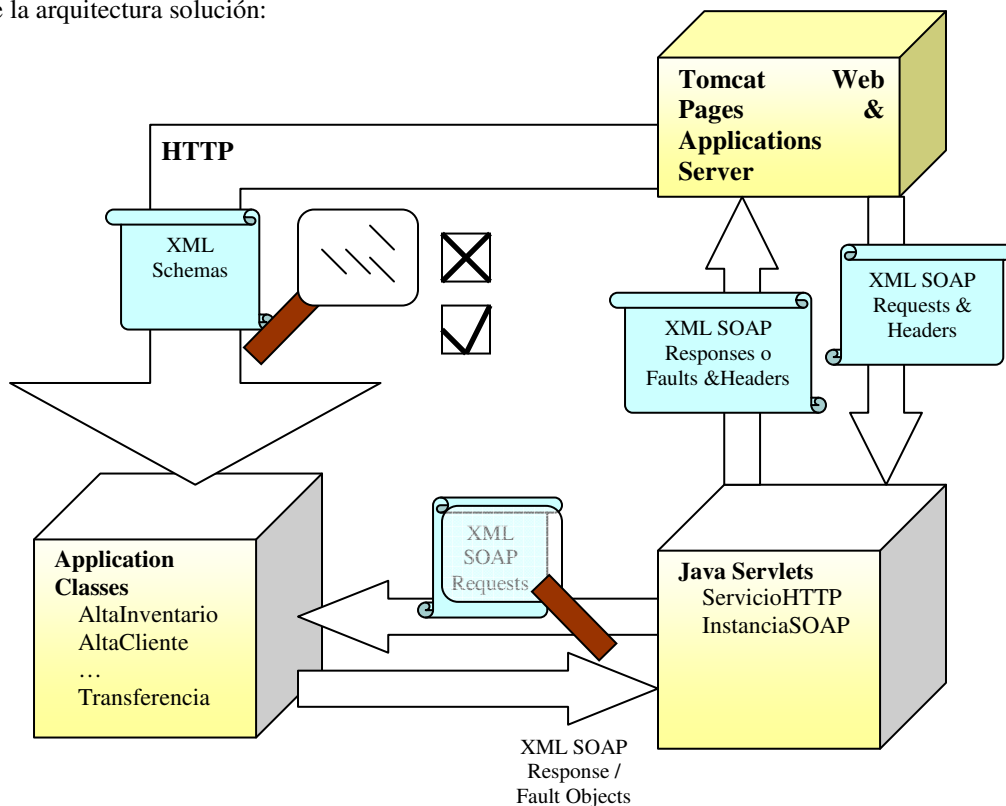 e la arquitectura solución:
Tomcat Web
Pages &
Applications
Server
HTTP
XML
Schemas
XML SOAP
Requests &
Headers
XML SOAP
Responses o
Faults &Headers
XML
SOAP
Requests
Application
Classes
AltaInventario
AltaCliente
…
Transferencia
Java Servlets
ServicioHTTP
InstanciaSOAP
XML SOAP
Response /
Fault Objects